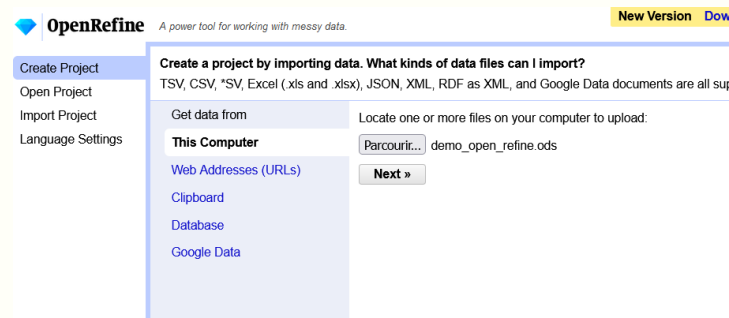 OpenRefine A power tool for working with messy data.
New Version Dow
Create Project
Open Project
Import Project
Language Settings
Create a project by importing data. What kinds of data files can I import?
TSV, CSV, *SV, Excel (.xls and .xlsx), JSON, XML, RDF as XML, and Google Data documents are all sup
Get data from
This Computer
Web Addresses (URLs)
Clipboard
Database
Google Data
Locate one or more files on your computer to upload:
Parcourir... demo_open_refine.ods
Next »